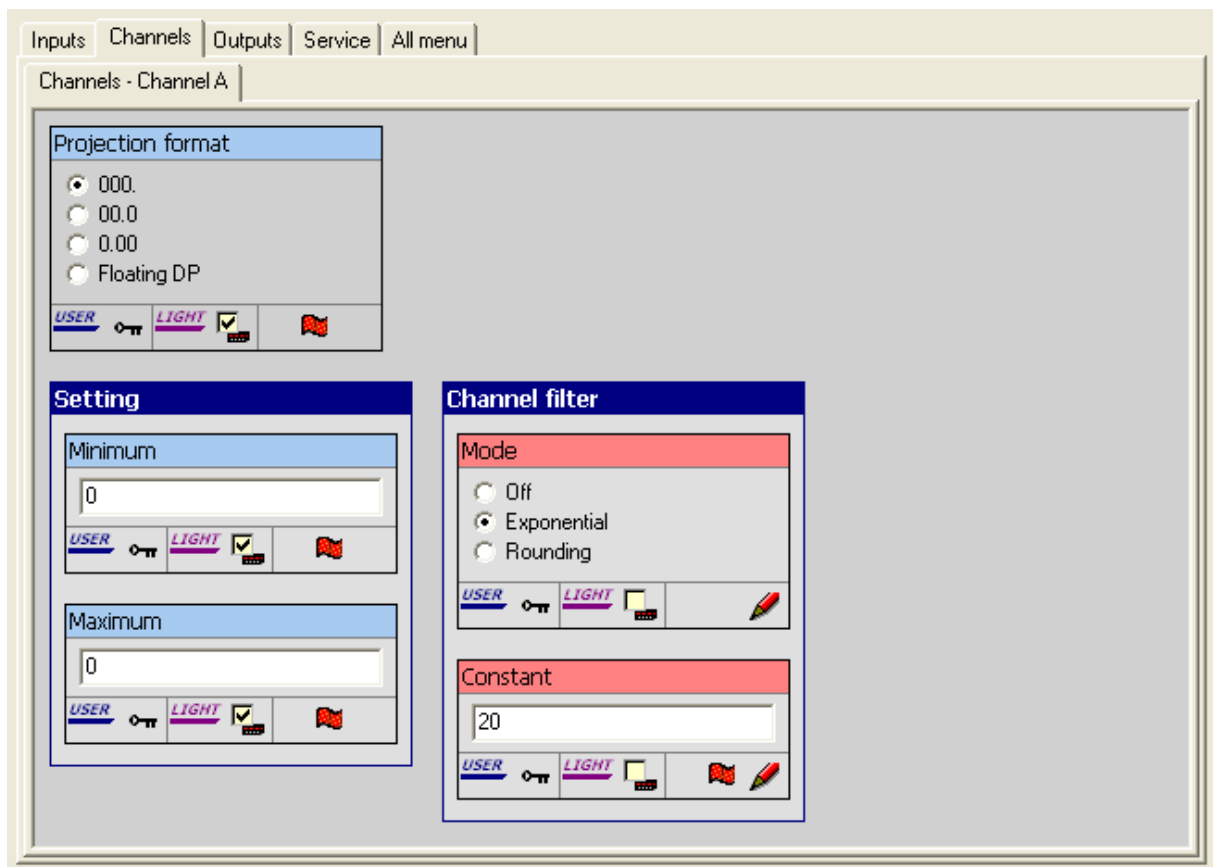 Inputs Channels Outputs Service All menu
Channels - Channel A
Projection format
000.
00.0
0.00
Floating DP
USER LIGHT
Setting
Minimum
0
USER LIGHT
Maximum
0
USER LIGHT
Channel filter
Mode
Off
Exponential
Rounding
USER LIGHT
Constant
20
USER LIGHT